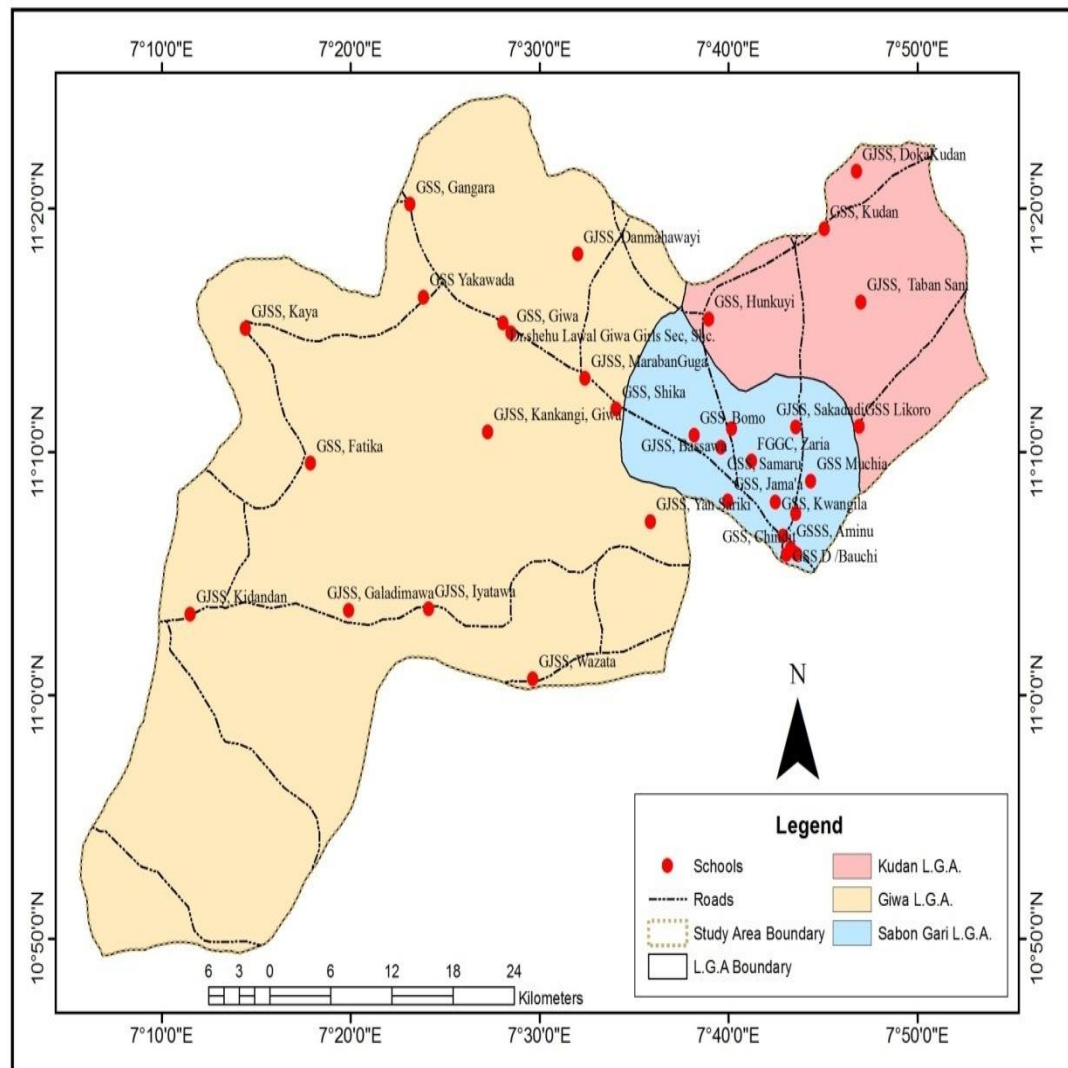 7°10'0"E 7°20'0"E 7°30'0"E 7°40'0"E 7°50'0"E
11°20'0"N
11°20'0"N
GJSS, DokaKudan
GSS, Gangara
GSS, Kudan
GJSS, Danmahawayi
GSS Yakawada
GJSS, Taban Sani
GJSS, Kaya
GSS, Giwa
GSS, Hunkuyi
Dr.shehu Lawal Giwa Girls Sec, Shc.
GJSS, MarabanGuga
GSS, Shika
GJSS, Kankangi, Giwa
GSS, Bomo
GJSS, Sakadadi
GSS Likoro
GJSS, Bassawa
FGGC, Zaria
11°10'0"N
11°10'0"N
GSS, Fatika
GSS, Samaru
GSS Muchia
GSS, Jama'a
GJSS, Yan Sariki
GSS, Kwangila
GSS, Chindit
GSSS, Aminu
GSS D /Bauchi
GJSS, Kidandan
GJSS, Galadimawa
GJSS, Iyatawa
GJSS, Wazata
11°0'0"N
11°0'0"N
N
Legend
Schools
Roads
Study Area Boundary
L.G.A Boundary
Kudan L.G.A.
Giwa L.G.A.
Sabon Gari L.G.A.
10°50'0"N
10°50'0"N
6 3 0 6 12 18 24
Kilometers
7°10'0"E 7°20'0"E 7°30'0"E 7°40'0"E 7°50'0"E